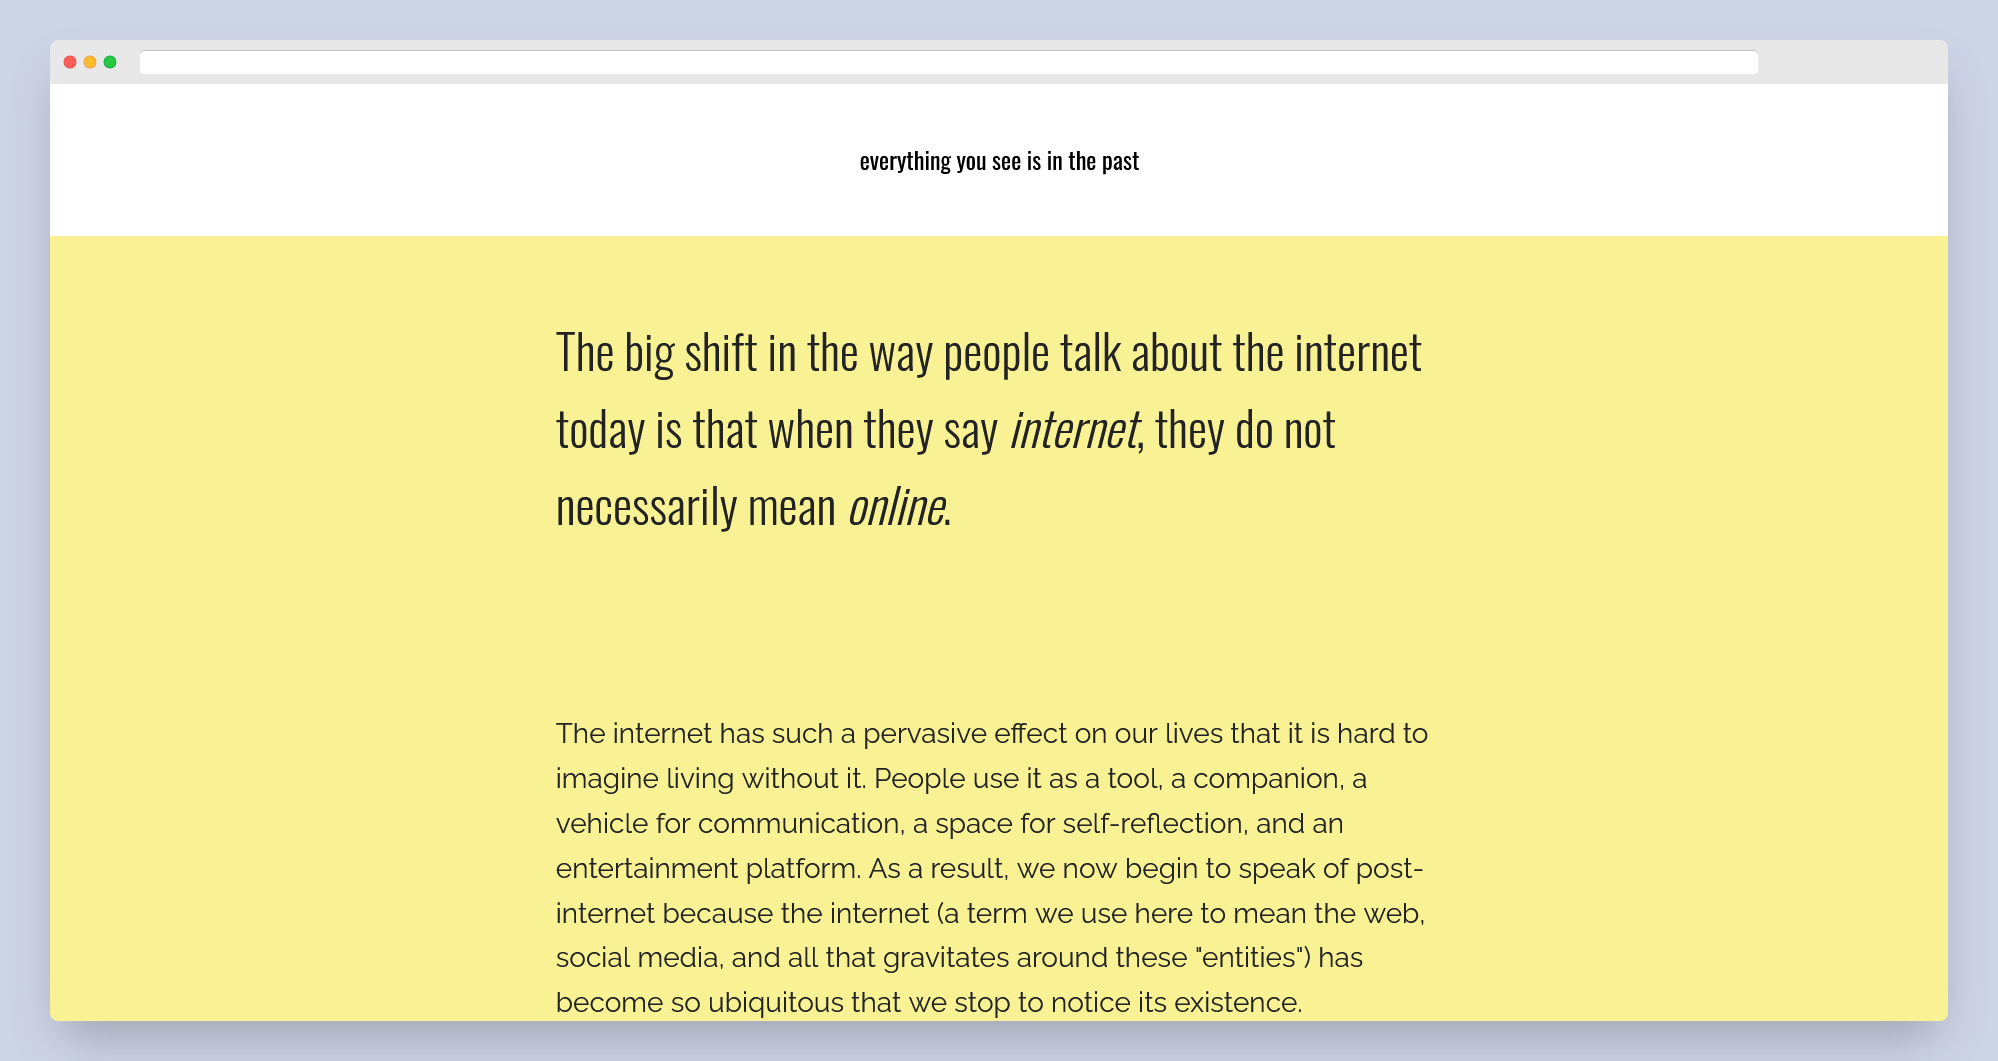 everything you see is in the past
The big shift in the way people talk about the internet
today is that when they say internet, they do not
necessarily mean online.
The internet has such a pervasive effect on our lives that it is hard to
imagine living without it. People use it as a tool, a companion, a
vehicle for communication, a space for self-reflection, and an
entertainment platform. As a result, we now begin to speak of post-
internet because the internet (a term we use here to mean the web,
social media, and all that gravitates around these "entities") has
become so ubiquitous that we stop to notice its existence.